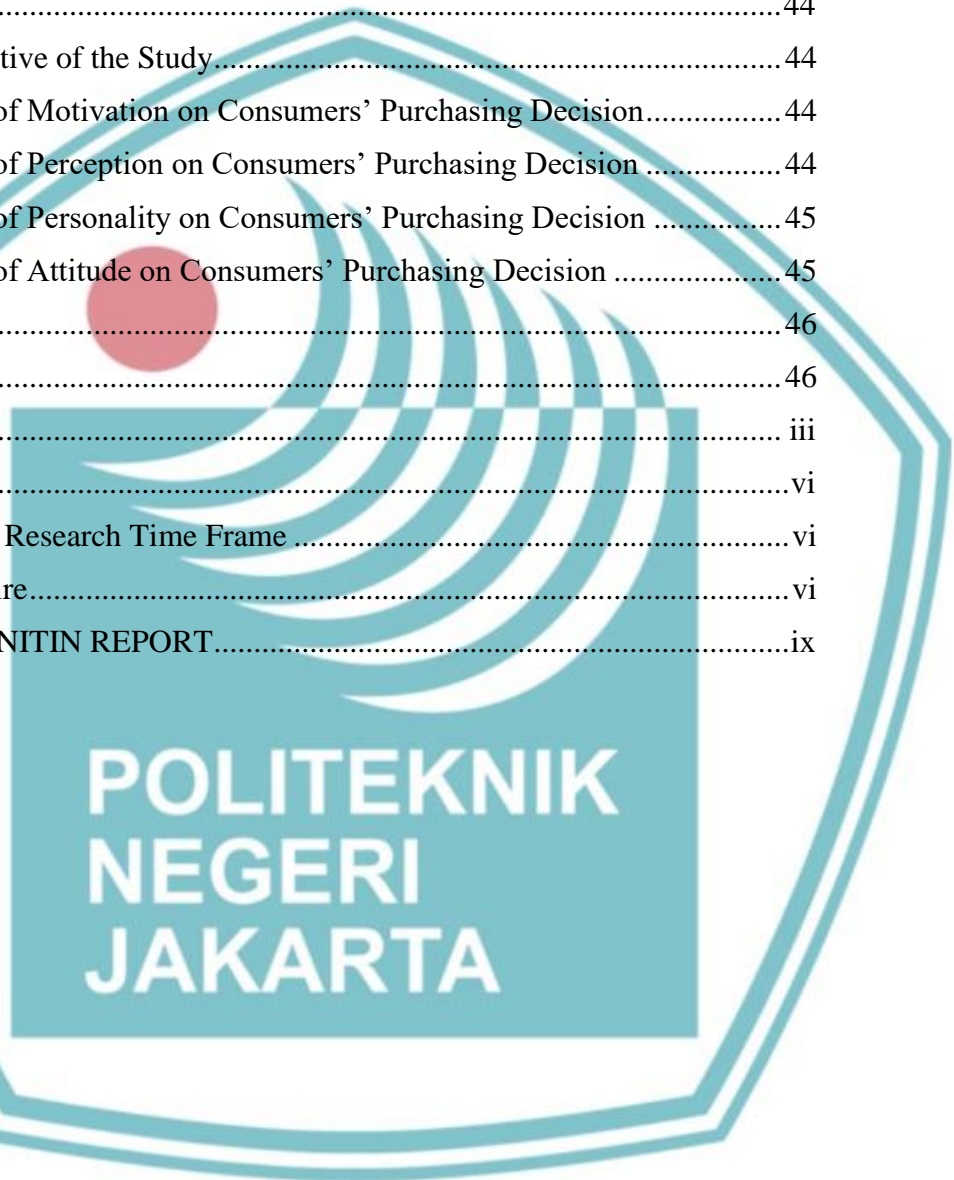 .......... 44
tive of the Study.......... 44
of Motivation on Consumers’ Purchasing Decision.......... 44
of Perception on Consumers’ Purchasing Decision .......... 44
of Personality on Consumers’ Purchasing Decision .......... 45
of Attitude on Consumers’ Purchasing Decision .......... 45
.......... 46
.......... 46
.......... iii
.......... vi
Research Time Frame .......... vi
ire.......... vi
NITIN REPORT.......... ix
POLITEKNIK
NEGERI
JAKARTA